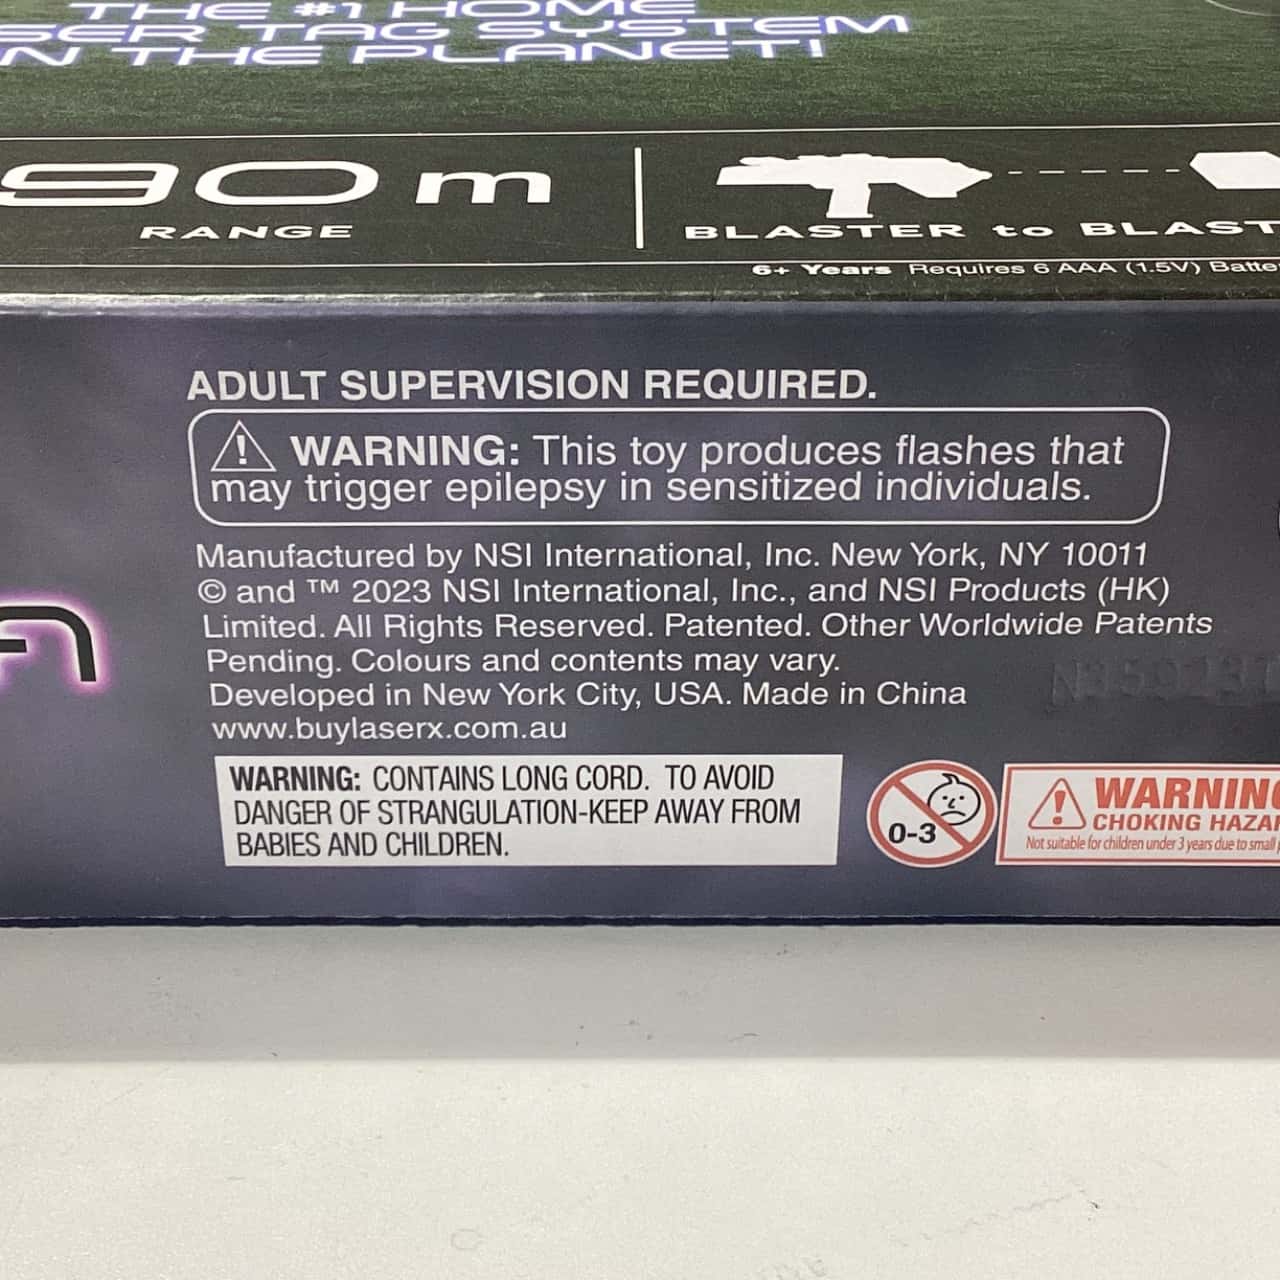 THE #1 HOME
SER TAG SYSTEM
N THE PLANET!
90 m
RANGE
BLASTER to BLAST
6+ Years Requires 6 AAA (1.5V) Batte
ADULT SUPERVISION REQUIRED.
WARNING: This toy produces flashes that
may trigger epilepsy in sensitized individuals.
Manufactured by NSI International, Inc. New York, NY 10011
© and ™ 2023 NSI International, Inc., and NSI Products (HK)
Limited. All Rights Reserved. Patented. Other Worldwide Patents
Pending. Colours and contents may vary.
Developed in New York City, USA. Made in China
www.buylaserx.com.au
WARNING: CONTAINS LONG CORD. TO AVOID
DANGER OF STRANGULATION-KEEP AWAY FROM
BABIES AND CHILDREN.
0-3
WARNING
CHOKING HAZAR
Not suitable for children under 3 years due to small